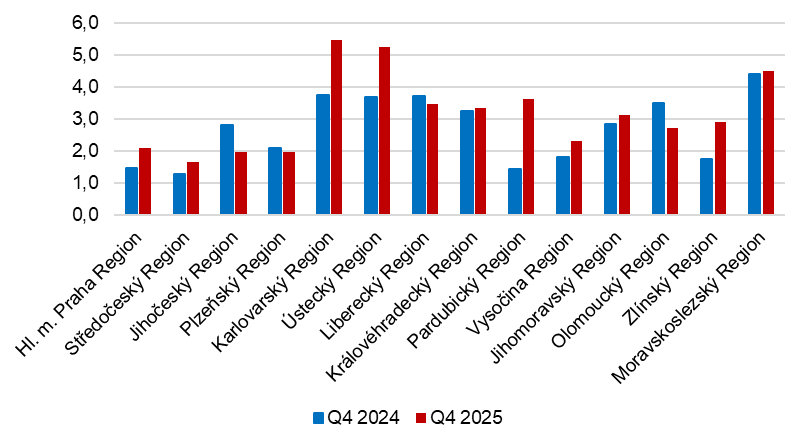 6,0
5,0
4,0
3,0
2,0
1,0
0,0
Hl. m. Praha Region
Středočeský Region
Jihočeský Region
Plzeňský Region
Karlovarský Region
Ústecký Region
Liberecký Region
Královéhradecký Region
Pardubický Region
Vysočina Region
Jihomoravský Region
Olomoucký Region
Zlínský Region
Moravskoslezský Region
Q4 2024 Q4 2025